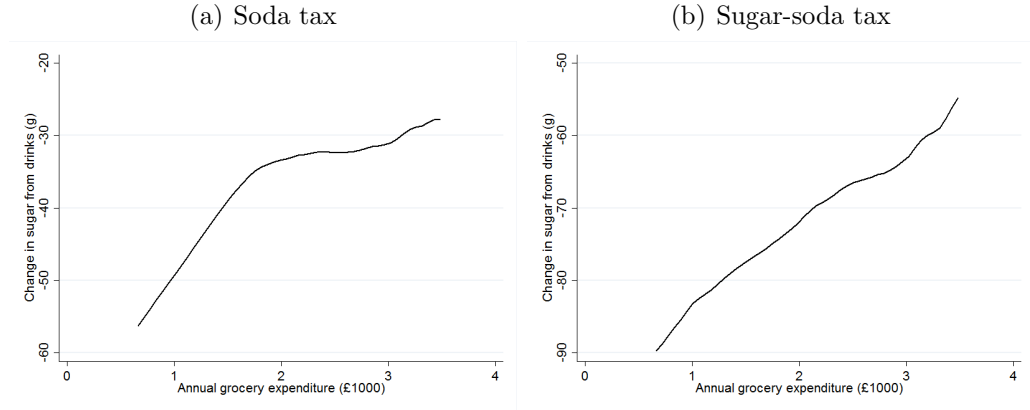 (a) Soda tax
Change in sugar from drinks (g)
-20
-30
-40
-50
-60
0 1 2 3 4
Annual grocery expenditure (£1000)
(b) Sugar-soda tax
Change in sugar from drinks (g)
-50
-60
-70
-80
-90
0 1 2 3 4
Annual grocery expenditure (£1000)